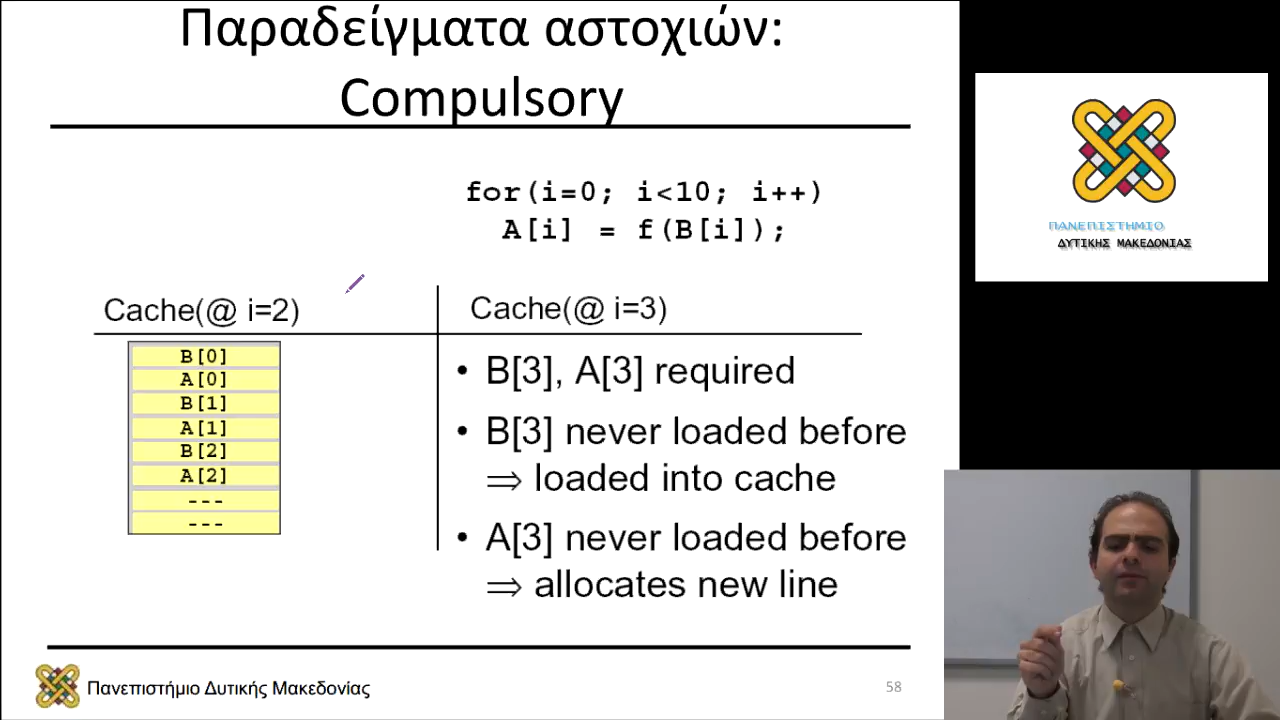 Παραδείγματα αστοχιών:
Compulsory
for(i=0; i<10; i++)
A[i] = f(B[i]);
Cache(@ i=2)
B[0]
A[0]
B[1]
A[1]
B[2]
A[2]
---
---
Cache(@ i=3)
• B[3], A[3] required
• B[3] never loaded before
⇒ loaded into cache
• A[3] never loaded before
⇒ allocates new line
Πανεπιστήμιο Δυτικής Μακεδονίας
58
ΠΑΝΕΠΙΣΤΗΜΙΟ
ΔΥΤΙΚΗΣ ΜΑΚΕΔΟΝΙΑΣ